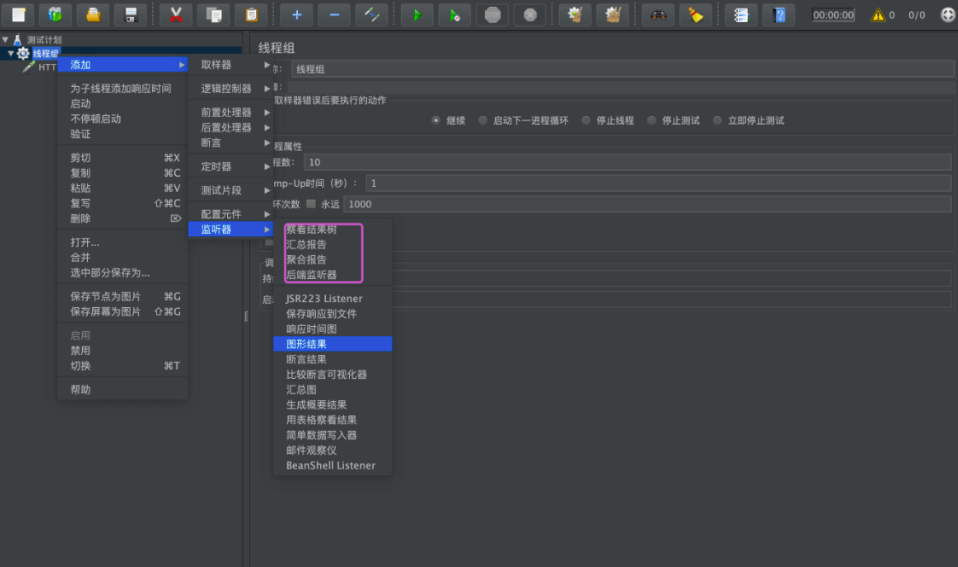 00:00:00
0
0/0
测试计划
线程组
HTT
添加
为子线程添加响应时间
启动
不停顿启动
验证
剪切 ⌘X
复制 ⌘C
粘贴 ⌘V
复写 ⇧⌘C
删除 ⌦
打开...
合并
选中部分保存为...
保存节点为图片 ⌘G
保存屏幕为图片 ⇧⌘G
启用
禁用
切换 ⌘T
帮助
取样器
逻辑控制器
前置处理器
后置处理器
断言
定时器
测试片段
配置元件
监听器
察看结果树
汇总报告
聚合报告
后端监听器
JSR223 Listener
保存响应到文件
响应时间图
图形结果
断言结果
比较断言可视化器
汇总图
生成概要结果
用表格察看结果
简单数据写入器
邮件观察仪
BeanShell Listener
线程组
称: 线程组
取样器错误后要执行的动作
继续 启动下一进程循环 停止线程 停止测试 立即停止测试
程属性
程数: 10
mp-Up时间（秒）: 1
环次数 永远 1000
调
持
启